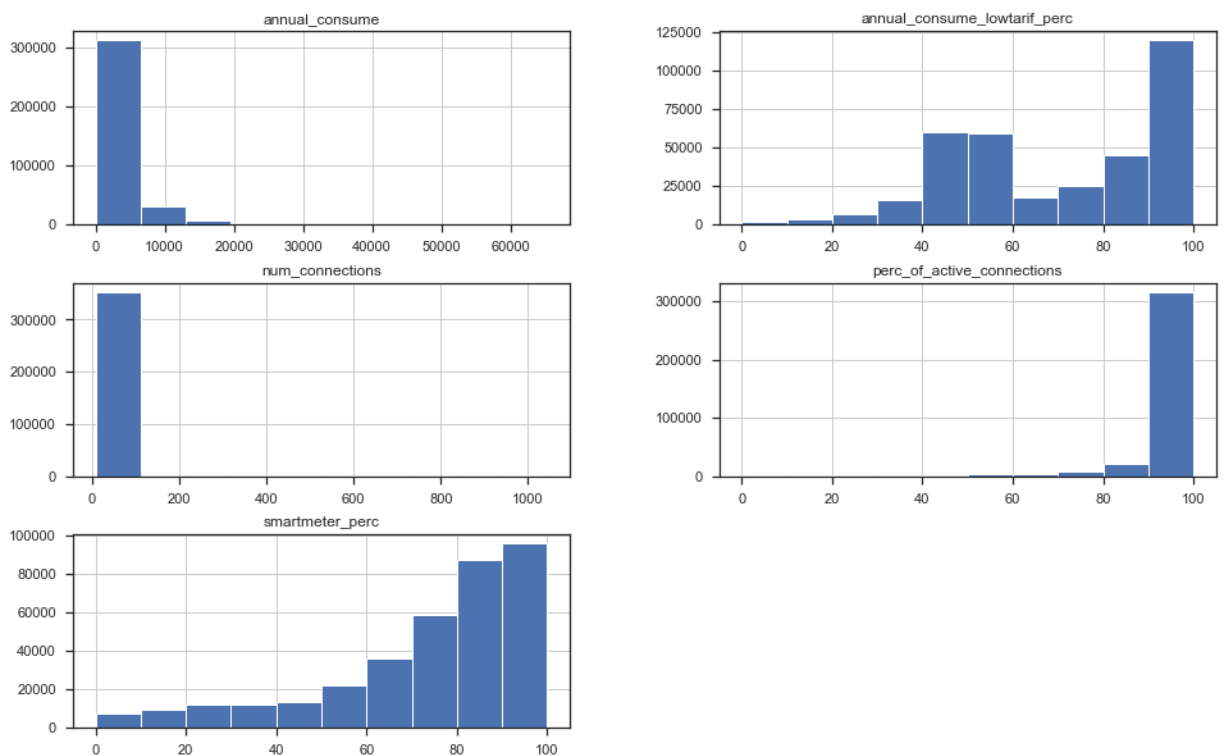 annual_consume
300000
200000
100000
0
0 10000 20000 30000 40000 50000 60000
annual_consume_lowtarif_perc
125000
100000
75000
50000
25000
0
0 20 40 60 80 100
num_connections
300000
200000
100000
0
0 200 400 600 800 1000
perc_of_active_connections
300000
200000
100000
0
0 20 40 60 80 100
smartmeter_perc
100000
80000
60000
40000
20000
0
0 20 40 60 80 100